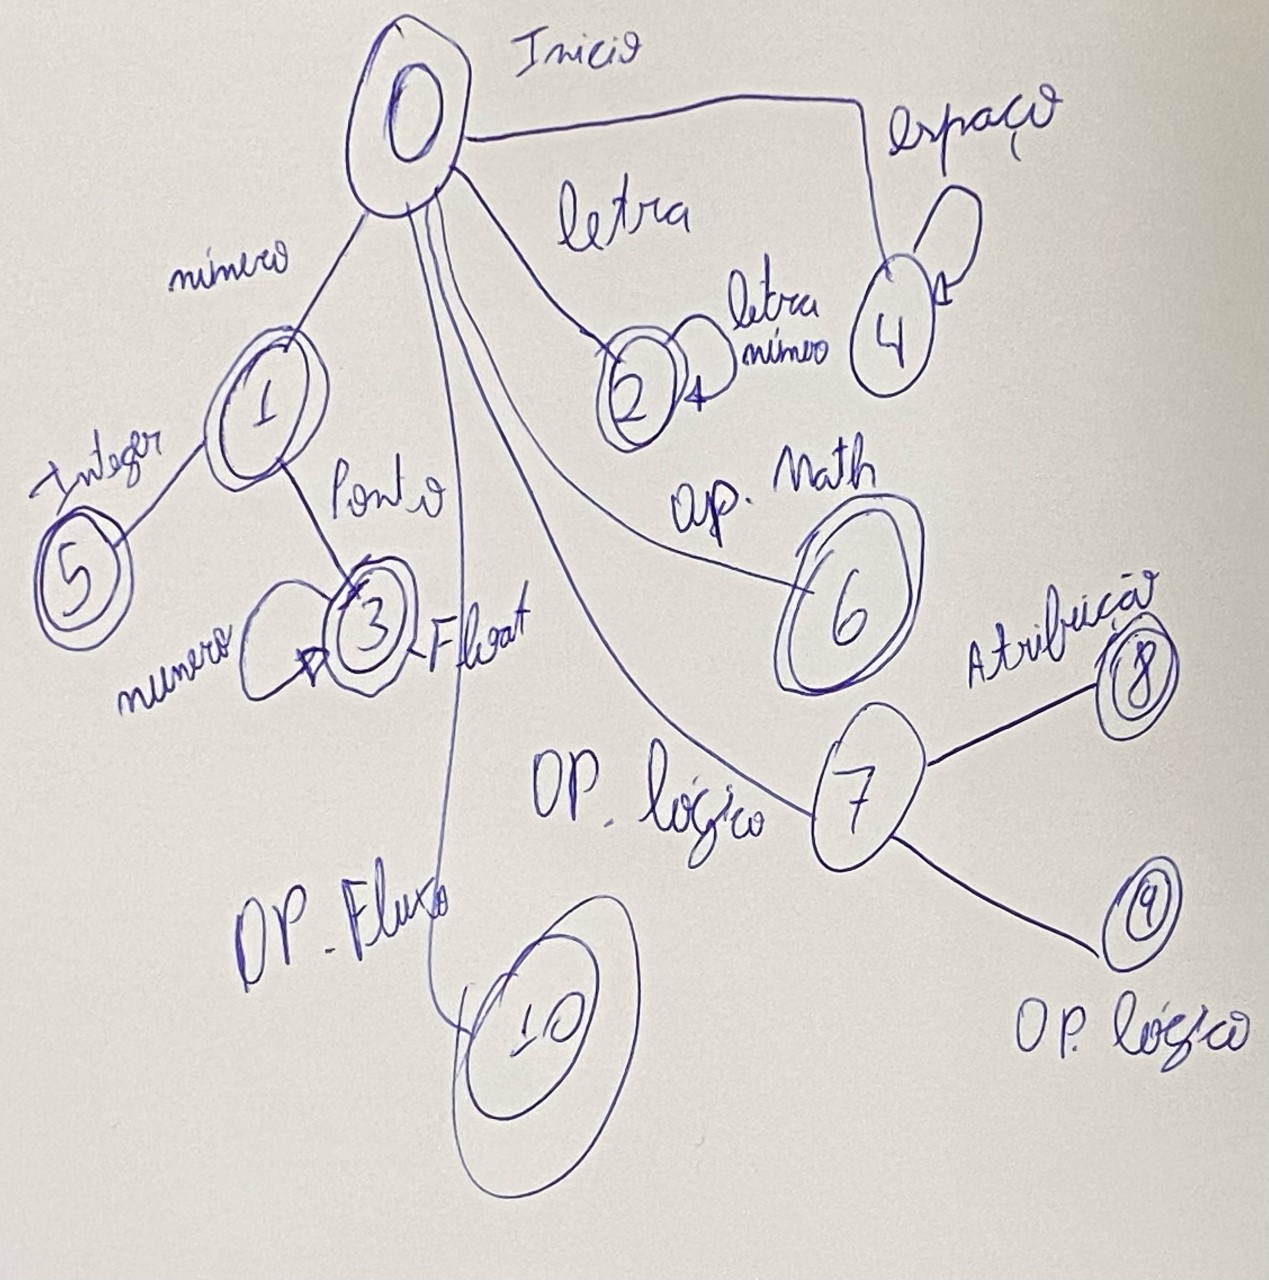 0
Inicio
espaço
letra
número
letra
número
4
2
1
Integer
Ponto
op. Math
5
3
6
numero
Float
Atribuição
8
7
OP. lógico
OP. Fluxo
9
10
OP. lógico